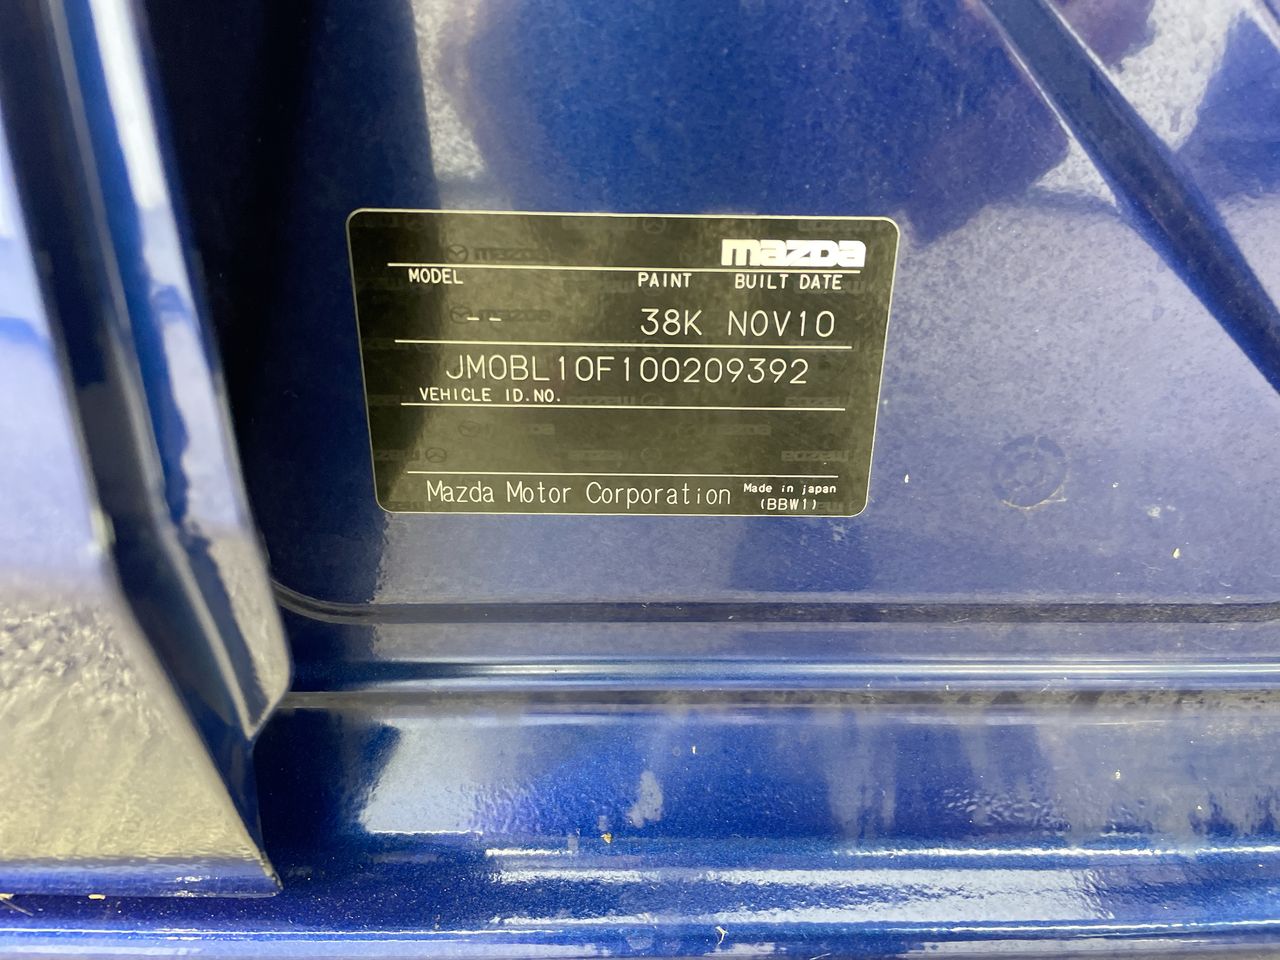 mazda
MODEL PAINT BUILT DATE
-- 38K NOV10
JM0BL10F100209392
VEHICLE ID.NO.
Mazda Motor Corporation Made in japan
(BBW1)